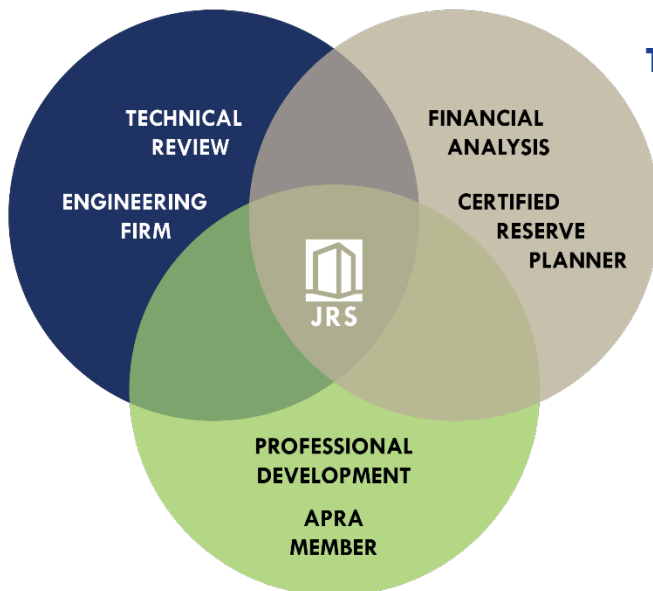 T
TECHNICAL
REVIEW
ENGINEERING
FIRM
FINANCIAL
ANALYSIS
CERTIFIED
RESERVE
PLANNER
JRS
PROFESSIONAL
DEVELOPMENT
APRA
MEMBER